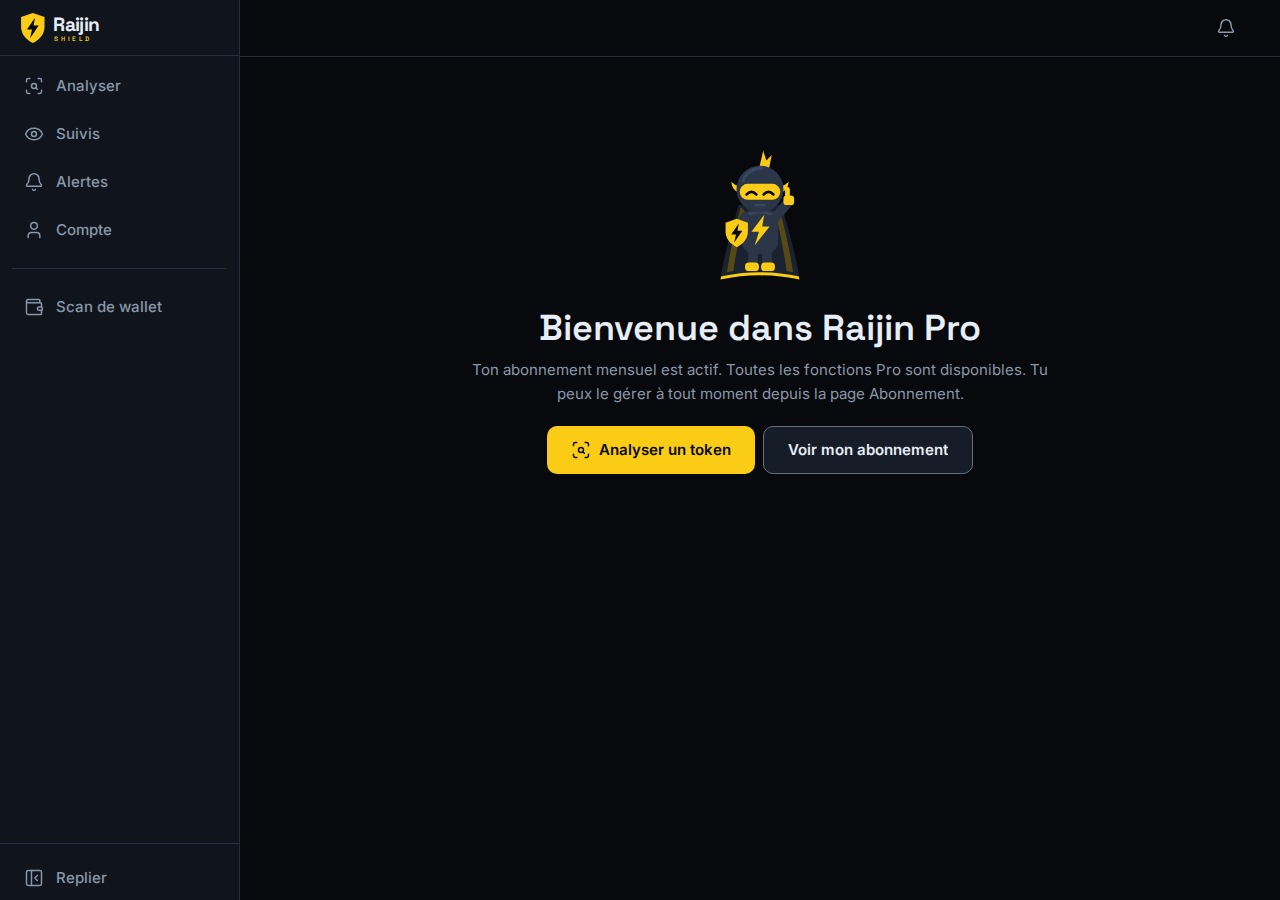 Raijin
SHIELD
Analyser
Suivis
Alertes
Compte
Scan de wallet
Replier
Bienvenue dans Raijin Pro
Ton abonnement mensuel est actif. Toutes les fonctions Pro sont disponibles. Tu
peux le gérer à tout moment depuis la page Abonnement.
Analyser un token
Voir mon abonnement